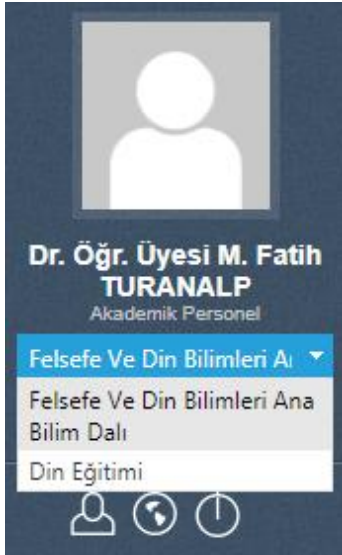 Dr. Öğr. Üyesi M. Fatih
TURANALP
Akademik Personel
Felsefe Ve Din Bilimleri A
Felsefe Ve Din Bilimleri Ana
Bilim Dalı
Din Eğitimi